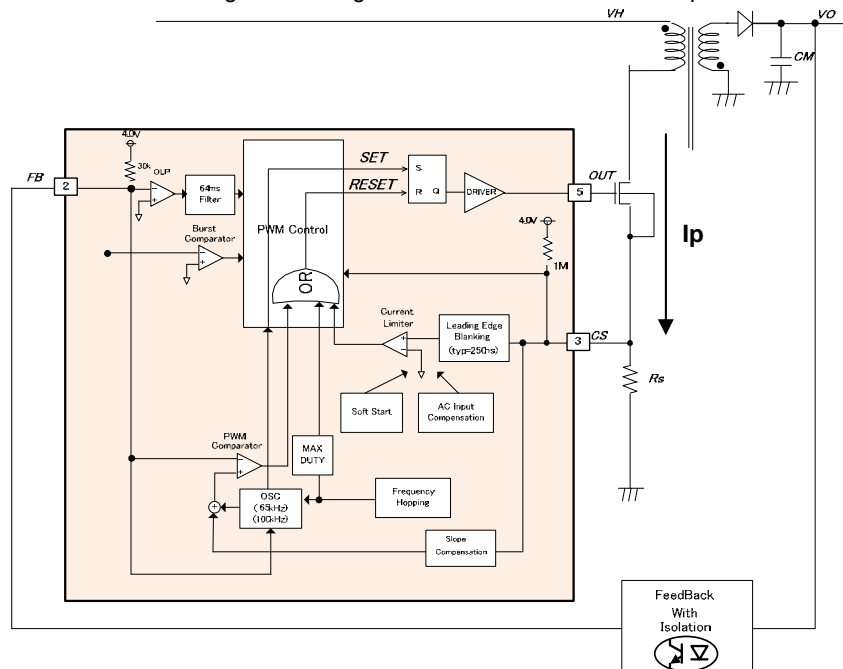 VH
VO
CM
4.0V
30k
OLP
FB
2
64ms
Filter
SET
RESET
S
R
Q
DRIVER
5
OUT
PWM Control
Burst
Comparator
4.0V
1M
Ip
OR
Current
Limiter
Leading Edge
Blanking
(typ=250ns)
3
CS
Rs
Soft Start
AC Input
Compensation
PWM
Comparator
MAX
DUTY
OSC
(65kHz)
(100kHz)
Frequency
Hopping
Slope
Compensation
FeedBack
With
Isolation